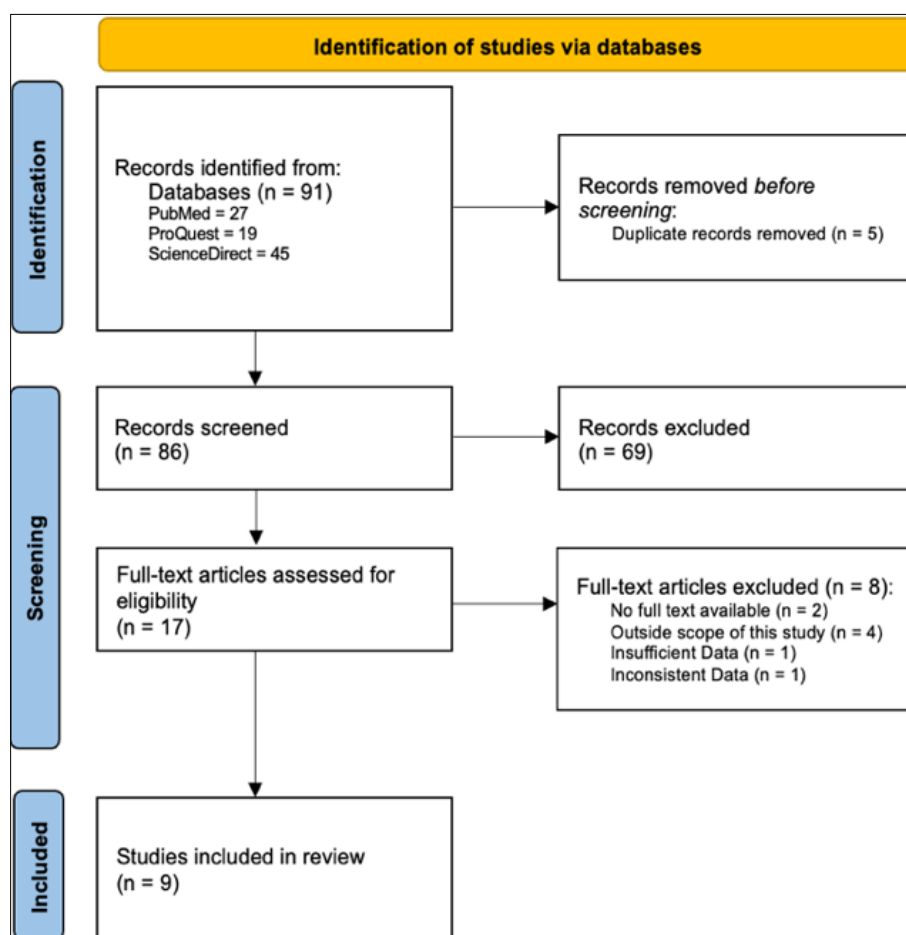 Identification of studies via databases
Identification
Records identified from:
Databases (n = 91)
PubMed = 27
ProQuest = 19
ScienceDirect = 45
Records removed before
screening:
Duplicate records removed (n = 5)
Screening
Records screened
(n = 86)
Records excluded
(n = 69)
Full-text articles assessed for
eligibility
(n = 17)
Full-text articles excluded (n = 8):
No full text available (n = 2)
Outside scope of this study (n = 4)
Insufficient Data (n = 1)
Inconsistent Data (n = 1)
Included
Studies included in review
(n = 9)